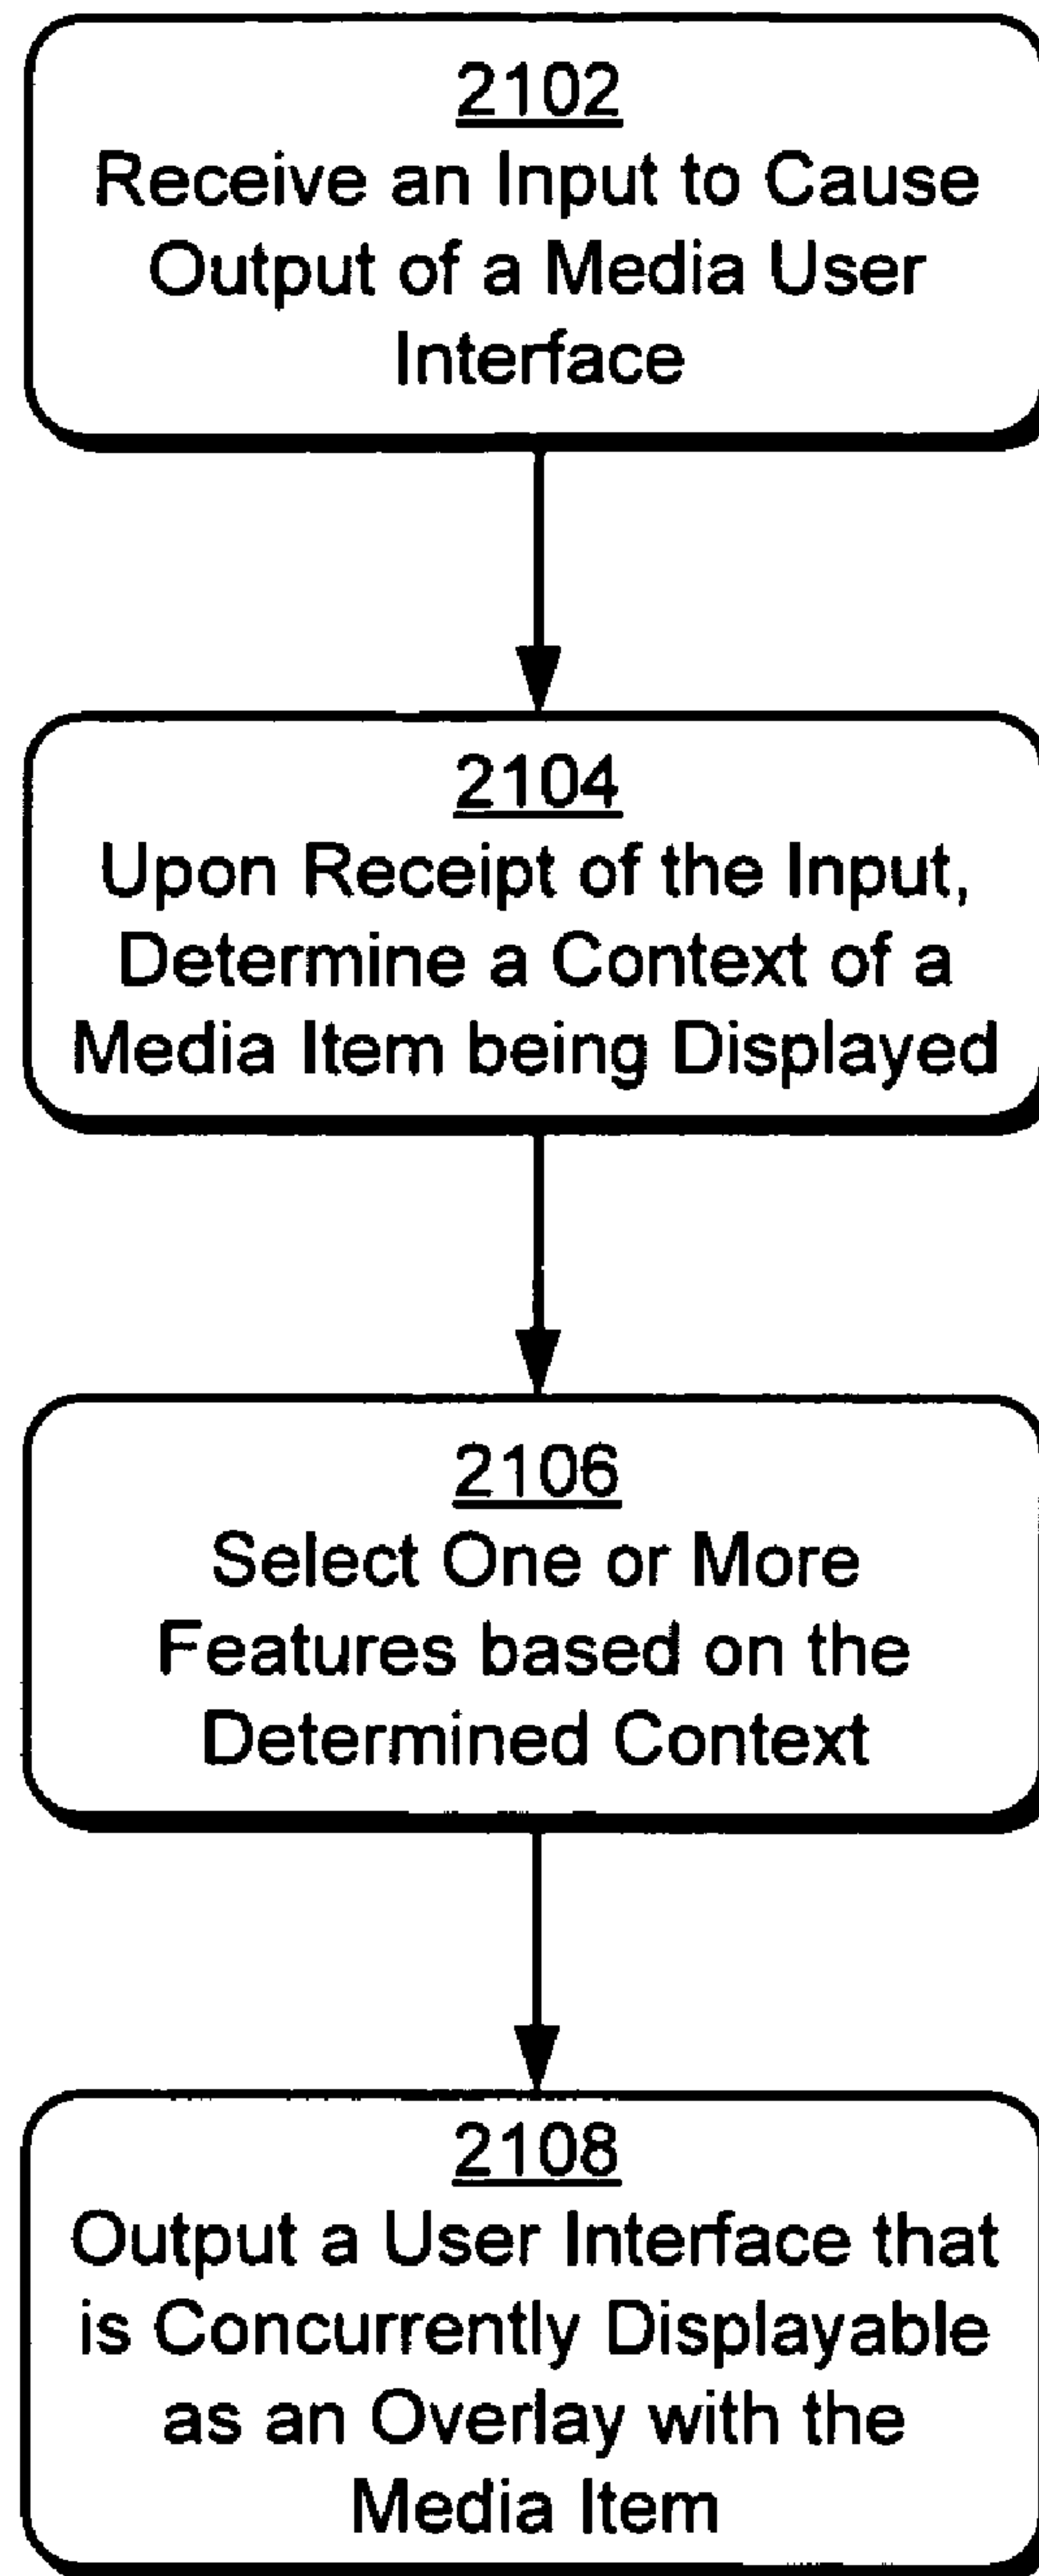 2102
Receive an Input to Cause
Output of a Media User
Interface
2104
Upon Receipt of the Input,
Determine a Context of a
Media Item being Displayed
2106
Select One or More
Features based on the
Determined Context
2108
Output a User Interface that
is Concurrently Displayable
as an Overlay with the
Media Item